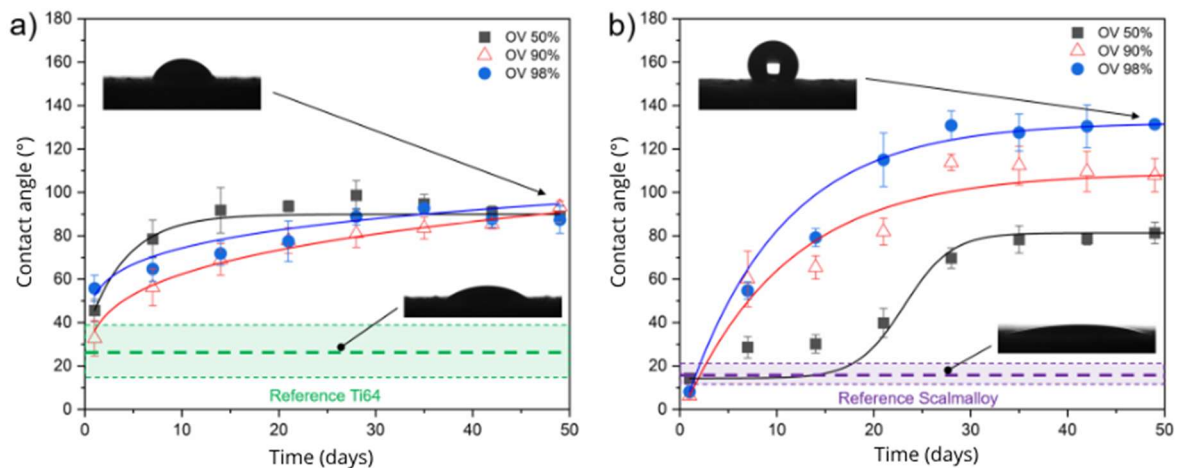 a)
180
160
140
120
100
80
60
40
20
0
Contact angle (°)
OV 50%
OV 90%
OV 98%
Reference Ti64
0 10 20 30 40 50
Time (days)
b)
180
160
140
120
100
80
60
40
20
0
Contact angle (°)
OV 50%
OV 90%
OV 98%
Reference Scalmalloy
0 10 20 30 40 50
Time (days)